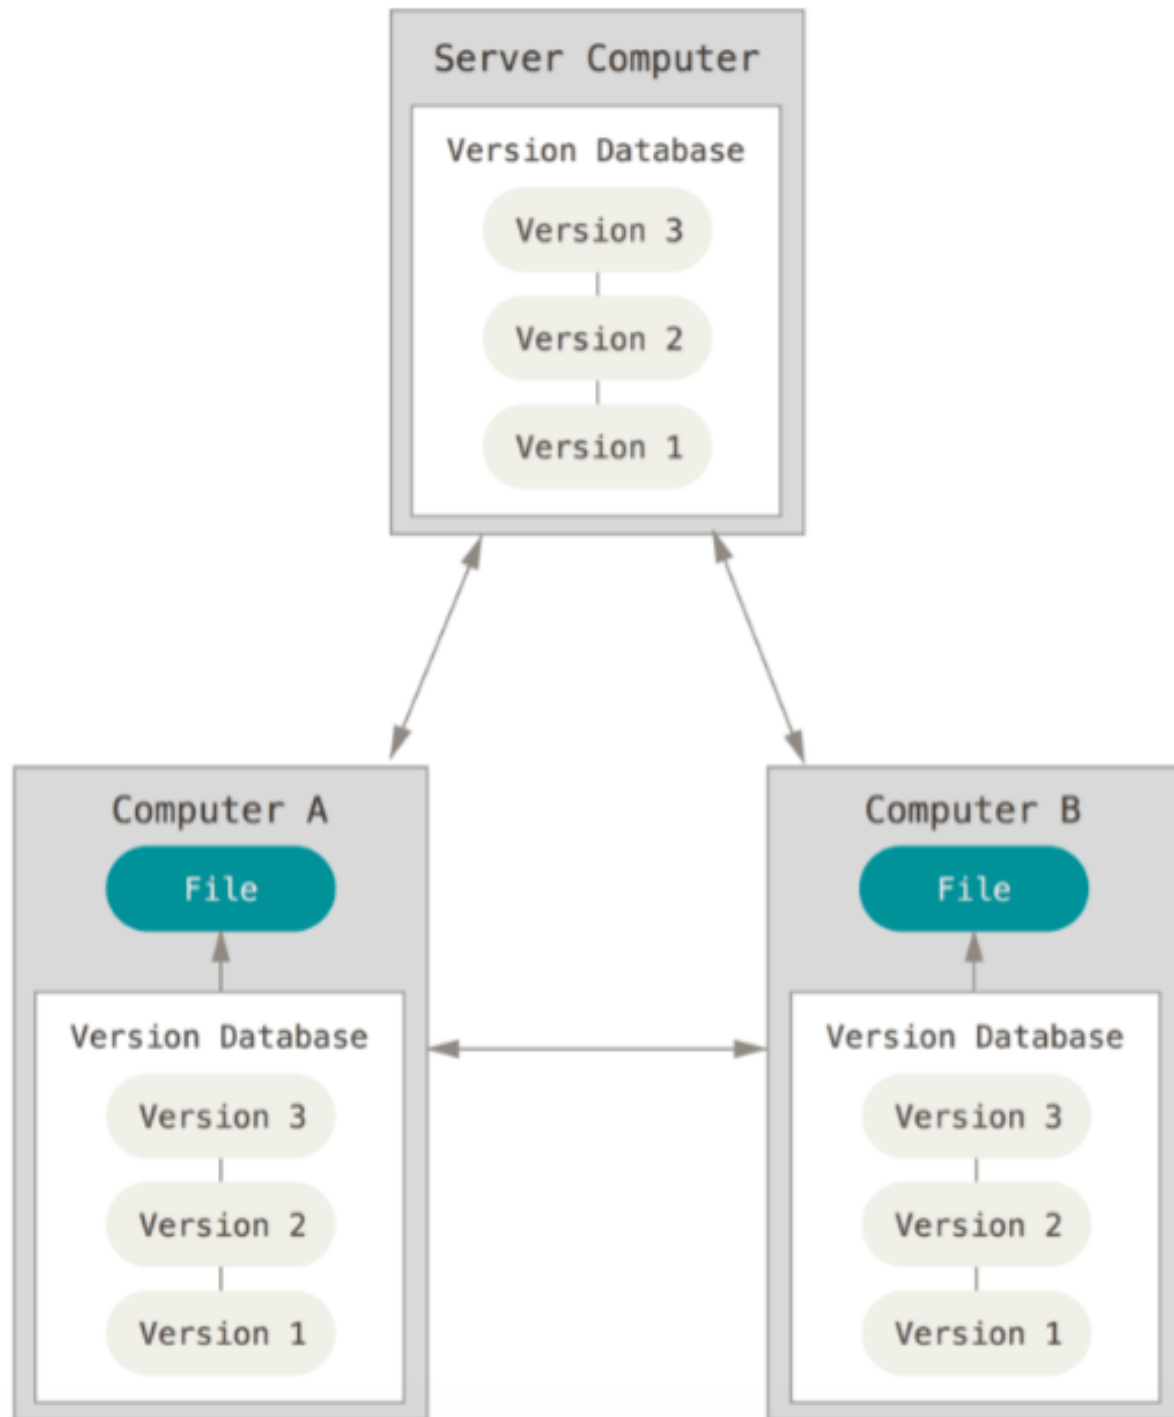 Server Computer
Version Database
Version 3
Version 2
Version 1
Computer A
File
Version Database
Version 3
Version 2
Version 1
Computer B
File
Version Database
Version 3
Version 2
Version 1